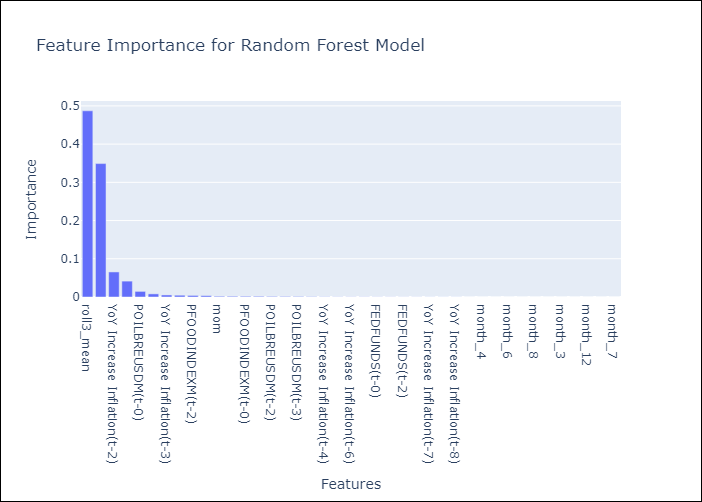 Feature Importance for Random Forest Model
0.5
0.4
0.3
0.2
0.1
0
Importance
roll3_mean
YoY Increase Inflation(t-2)
POILBREUSDM(t-0)
YoY Increase Inflation(t-3)
PFOODINDEXM(t-2)
mom
PFOODINDEXM(t-0)
POILBREUSDM(t-2)
POILBREUSDM(t-3)
YoY Increase Inflation(t-4)
YoY Increase Inflation(t-6)
FEDFUNDS(t-0)
FEDFUNDS(t-2)
YoY Increase Inflation(t-7)
YoY Increase Inflation(t-8)
month_4
month_6
month_8
month_3
month_12
month_7
Features